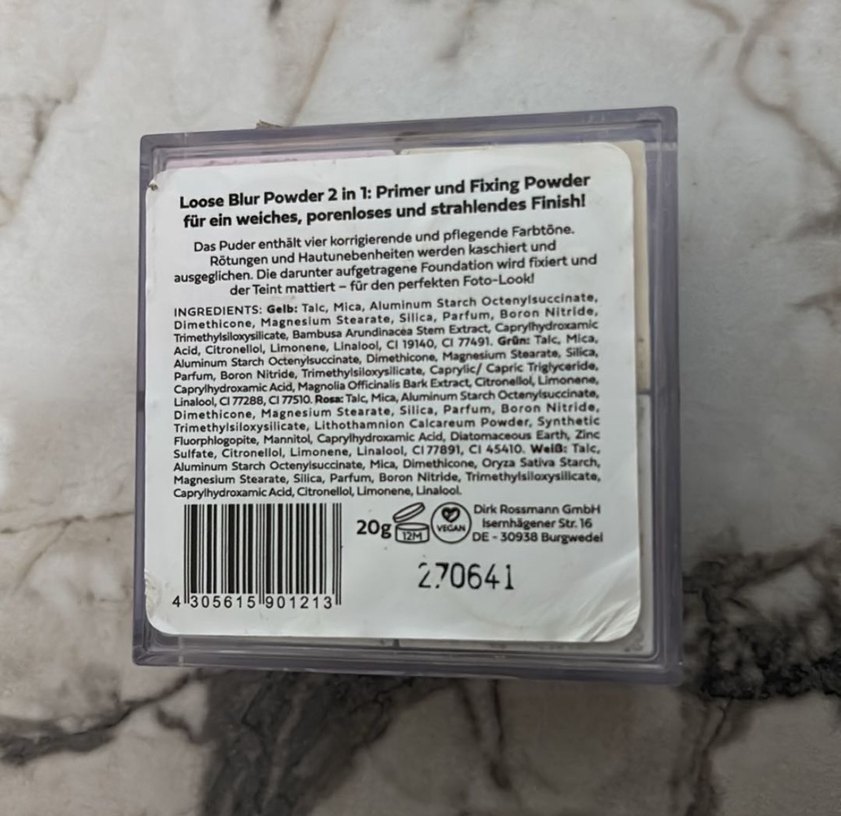 Loose Blur Powder 2 in 1: Primer und Fixing Powder
für ein weiches, porenloses und strahlendes Finish!
Das Puder enthält vier korrigierende und pflegende Farbtöne.
Rötungen und Hautunebenheiten werden kaschiert und
ausgeglichen. Die darunter aufgetragene Foundation wird fixiert und
der Teint mattiert – für den perfekten Foto-Look!
INGREDIENTS: Gelb: Talc, Mica, Aluminum Starch Octenylsuccinate,
Dimethicone, Magnesium Stearate, Silica, Parfum, Boron Nitride,
Trimethylsiloxysilicate, Bambusa Arundinacea Stem Extract, Caprylhydroxamic
Acid, Citronellol, Limonene, Linalool, CI 19140, CI 77491. Grün: Talc, Mica,
Aluminum Starch Octenylsuccinate, Dimethicone, Magnesium Stearate, Silica,
Parfum, Boron Nitride, Trimethylsiloxysilicate, Caprylic/ Capric Triglyceride,
Caprylhydroxamic Acid, Magnolia Officinalis Bark Extract, Citronellol, Limonene,
Linalool, CI 77288, CI 77510. Rosa: Talc, Mica, Aluminum Starch Octenylsuccinate,
Dimethicone, Magnesium Stearate, Silica, Parfum, Boron Nitride,
Trimethylsiloxysilicate, Lithothamnion Calcareum Powder, Synthetic
Fluorphlogopite, Mannitol, Caprylhydroxamic Acid, Diatomaceous Earth, Zinc
Sulfate, Citronellol, Limonene, Linalool, CI 77891, CI 45410. Weiß: Talc,
Aluminum Starch Octenylsuccinate, Mica, Dimethicone, Oryza Sativa Starch,
Magnesium Stearate, Silica, Parfum, Boron Nitride, Trimethylsiloxysilicate,
Caprylhydroxamic Acid, Citronellol, Limonene, Linalool.
20g
12M
VEGAN
Dirk Rossmann GmbH
Isernhägener Str. 16
DE - 30938 Burgwedel
270641
4 305615 901213